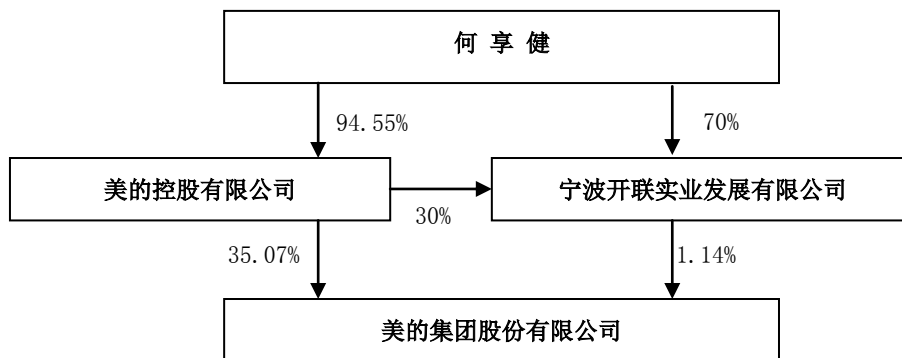 何 享 健
94.55%
70%
美的控股有限公司
宁波开联实业发展有限公司
30%
35.07%
1.14%
美的集团股份有限公司